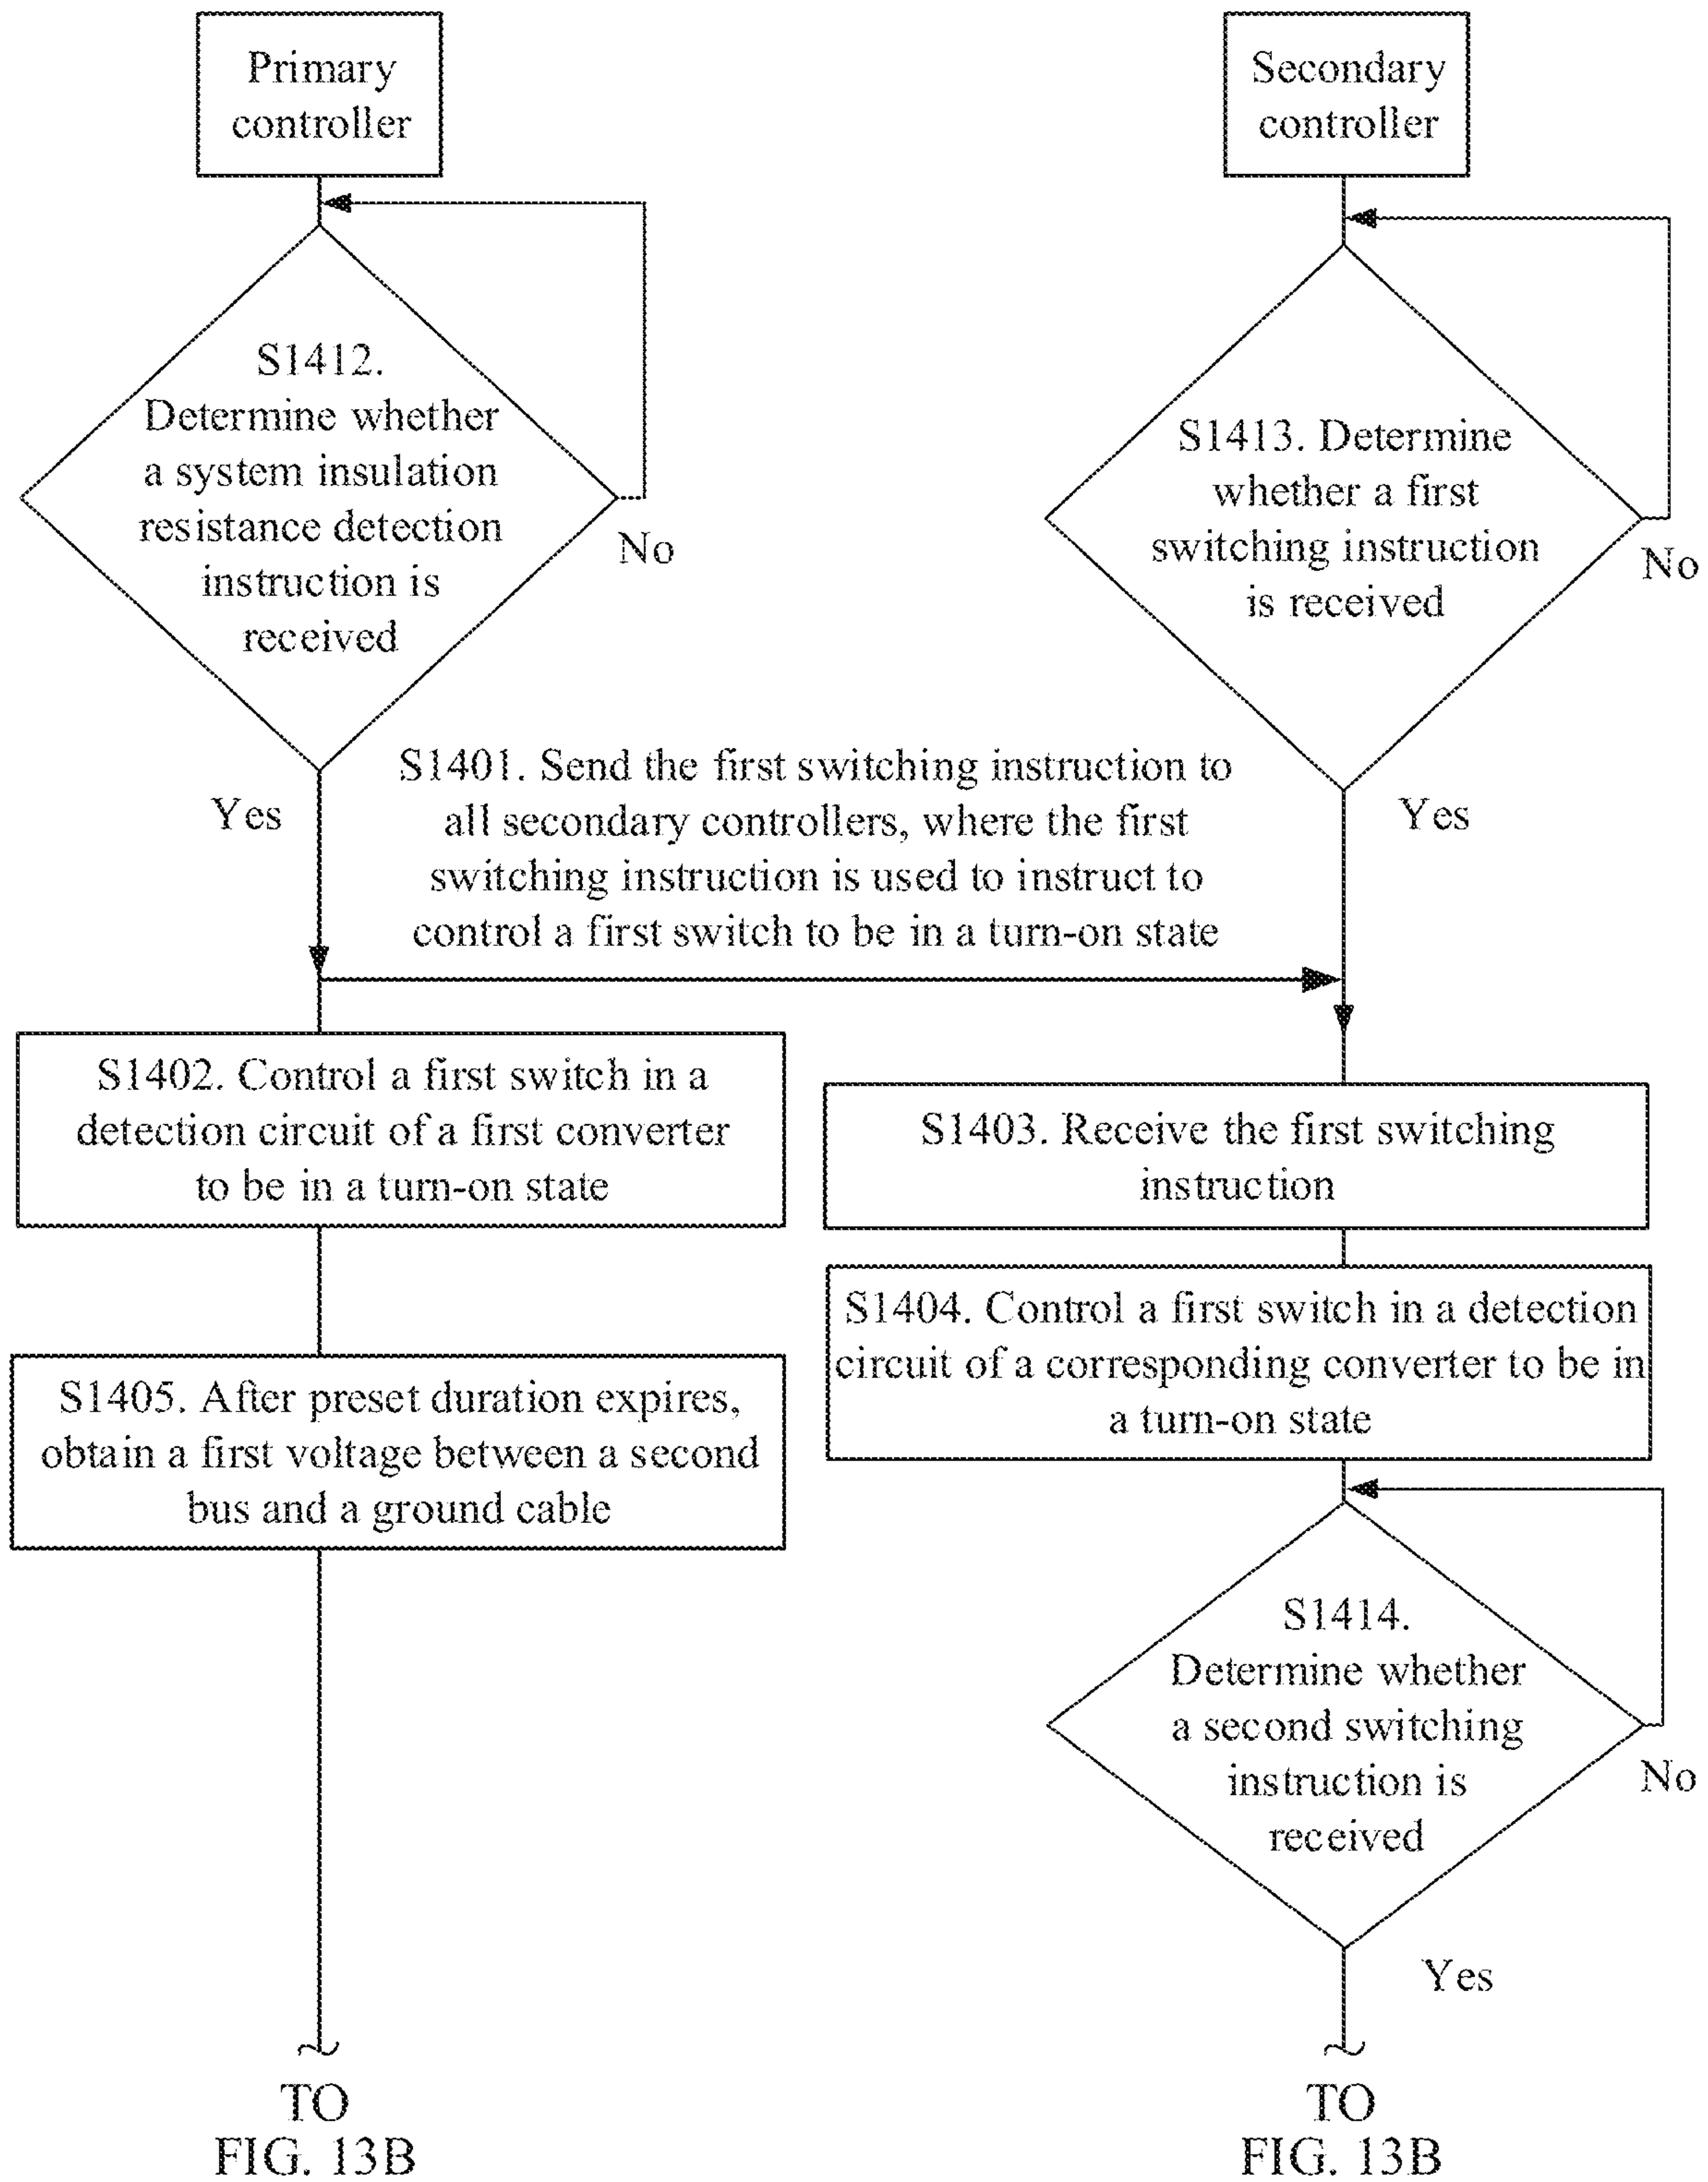 Primary
controller
S1412.
Determine whether
a system insulation
resistance detection
instruction is
received
No
Yes
S1401. Send the first switching instruction to
all secondary controllers, where the first
switching instruction is used to instruct to
control a first switch to be in a turn-on state
S1402. Control a first switch in a
detection circuit of a first converter
to be in a turn-on state
S1405. After preset duration expires,
obtain a first voltage between a second
bus and a ground cable
TO
FIG. 13B
Secondary
controller
S1413. Determine
whether a first
switching instruction
is received
No
Yes
S1403. Receive the first switching
instruction
S1404. Control a first switch in a detection
circuit of a corresponding converter to be in
a turn-on state
S1414.
Determine whether
a second switching
instruction is
received
No
Yes
TO
FIG. 13B